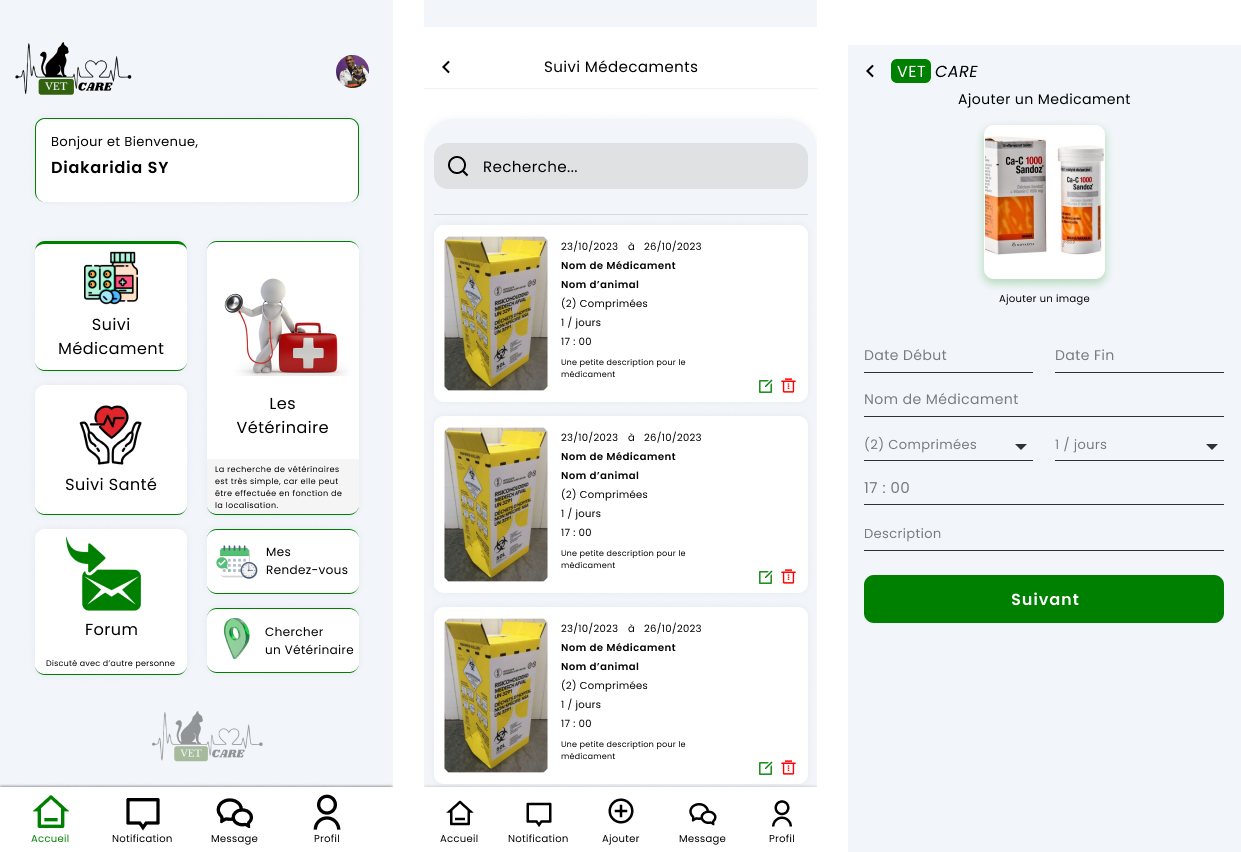 VET
CARE
Bonjour et Bienvenue,
Diakaridia SY
Suivi
Médicament
Les
Vétérinaire
La recherche de vétérinaires
est très simple, car elle peut
être effectuée en fonction de
la localisation.
Suivi Santé
Forum
Discuté avec d’autre personne
Mes
Rendez-vous
Chercher
un Vétérinaire
VET
CARE
Accueil
Notification
Message
Profil
Suivi Médecaments
Recherche...
23/10/2023 à 26/10/2023
Nom de Médicament
Nom d’animal
(2) Comprimées
1 / jours
17 : 00
Une petite description pour le
médicament
23/10/2023 à 26/10/2023
Nom de Médicament
Nom d’animal
(2) Comprimées
1 / jours
17 : 00
Une petite description pour le
médicament
23/10/2023 à 26/10/2023
Nom de Médicament
Nom d’animal
(2) Comprimées
1 / jours
17 : 00
Une petite description pour le
médicament
Accueil
Notification
Ajouter
Message
Profil
VET CARE
Ajouter un Medicament
Ca-C 1000
Sandoz
Ca-C 1000
Sandoz
Ajouter un image
Date Début
Date Fin
Nom de Médicament
(2) Comprimées
1 / jours
17 : 00
Description
Suivant